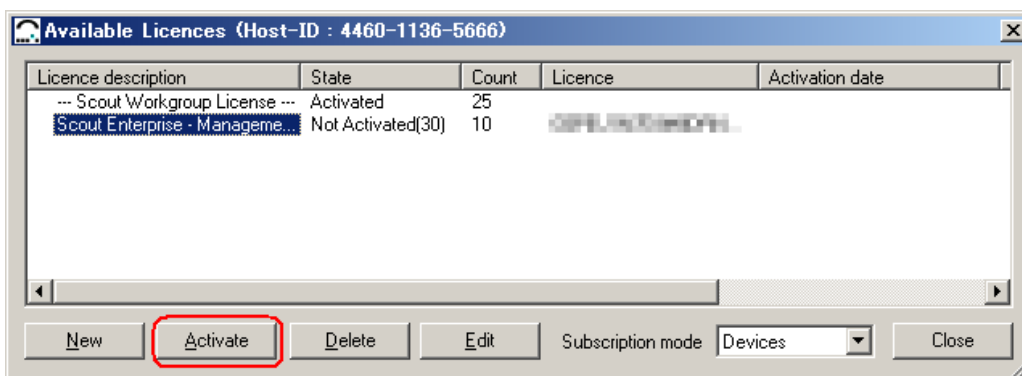 Available Licences (Host-ID : 4460-1136-5666)
Licence description State Count Licence Activation date
--- Scout Workgroup License --- Activated 25
Scout Enterprise - Manageme... Not Activated(30) 10
New Activate Delete Edit Subscription mode Devices Close